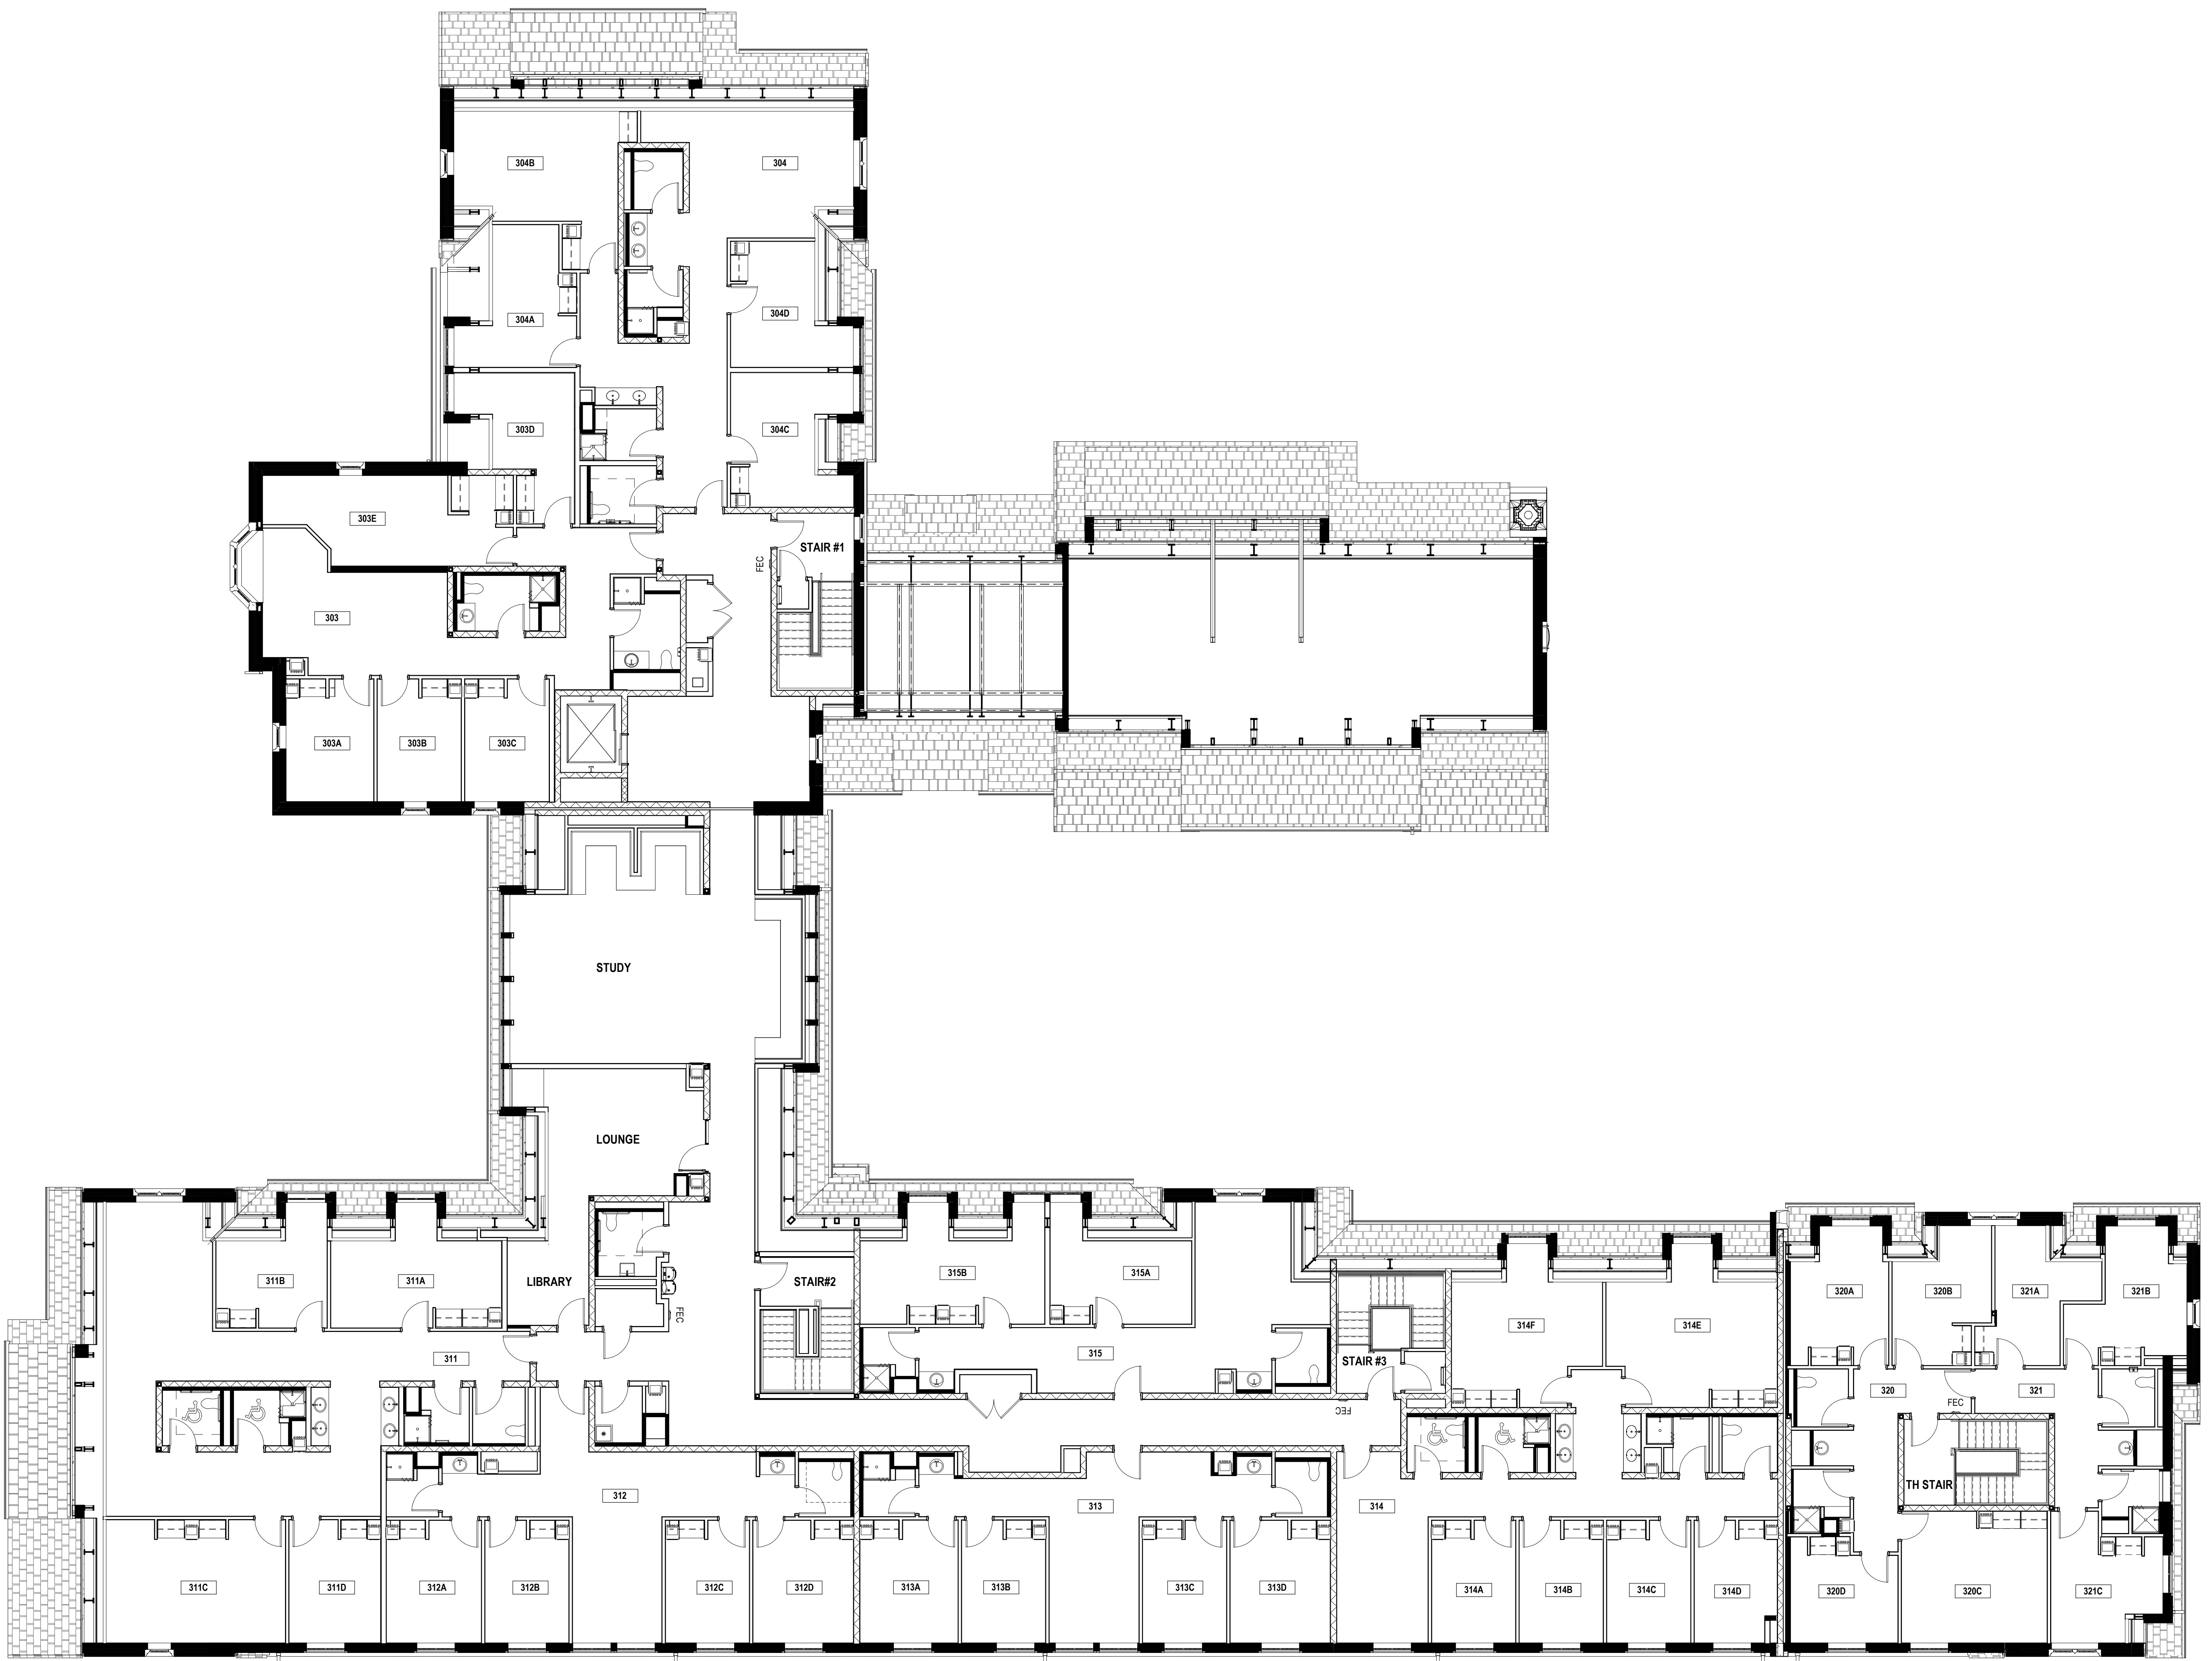 304B
304
304A
304D
303D
304C
303E
STAIR #1
FEC
303
303A
303B
303C
STUDY
LOUNGE
311B
311A
LIBRARY
FEC
STAIR#2
315B
315A
314F
314E
320A
320B
321A
321B
311
315
STAIR #3
FEC
320
321
FEC
TH STAIR
312
313
314
311C
311D
312A
312B
312C
312D
313A
313B
313C
313D
314A
314B
314C
314D
320D
320C
321C